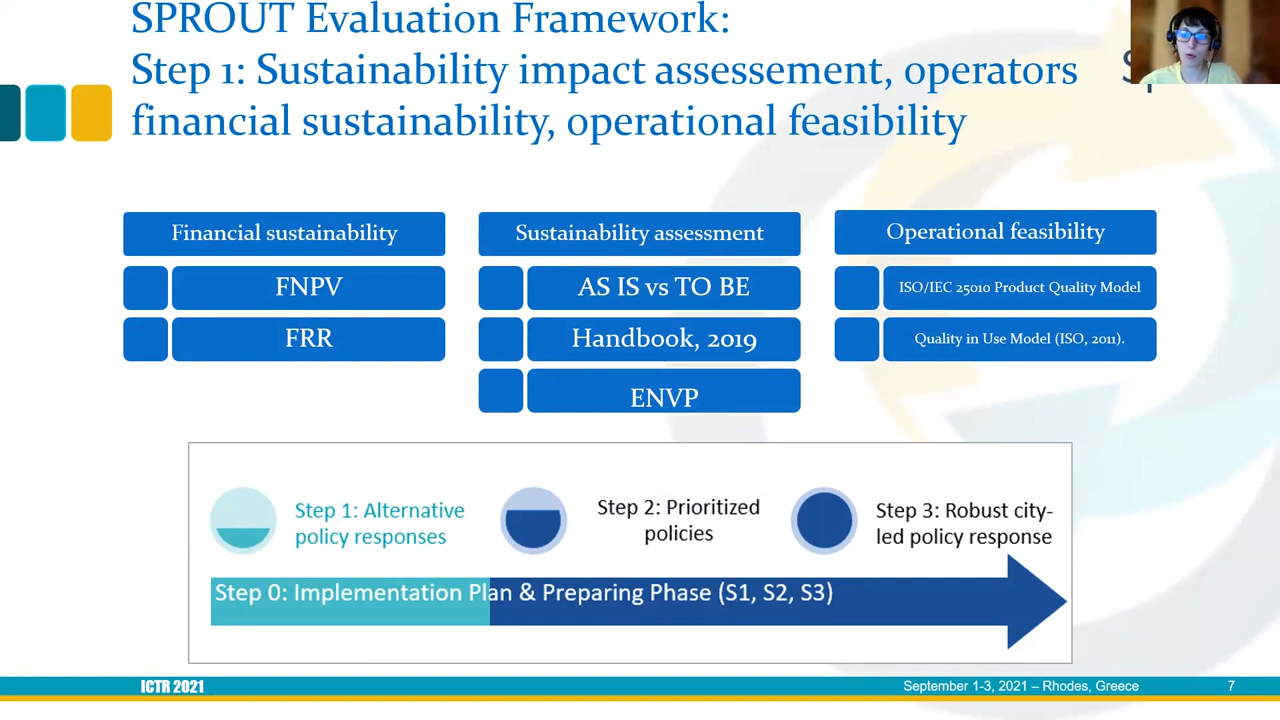 SPROUT Evaluation Framework:
Step 1: Sustainability impact assessement, operators
financial sustainability, operational feasibility
Financial sustainability
FNPV
FRR
Sustainability assessment
AS IS vs TO BE
Handbook, 2019
ENVP
Operational feasibility
ISO/IEC 25010 Product Quality Model
Quality in Use Model (ISO, 2011).
Step 1: Alternative
policy responses
Step 2: Prioritized
policies
Step 3: Robust city-
led policy response
Step 0: Implementation Plan & Preparing Phase (S1, S2, S3)
ICTR 2021
September 1-3, 2021 – Rhodes, Greece
7